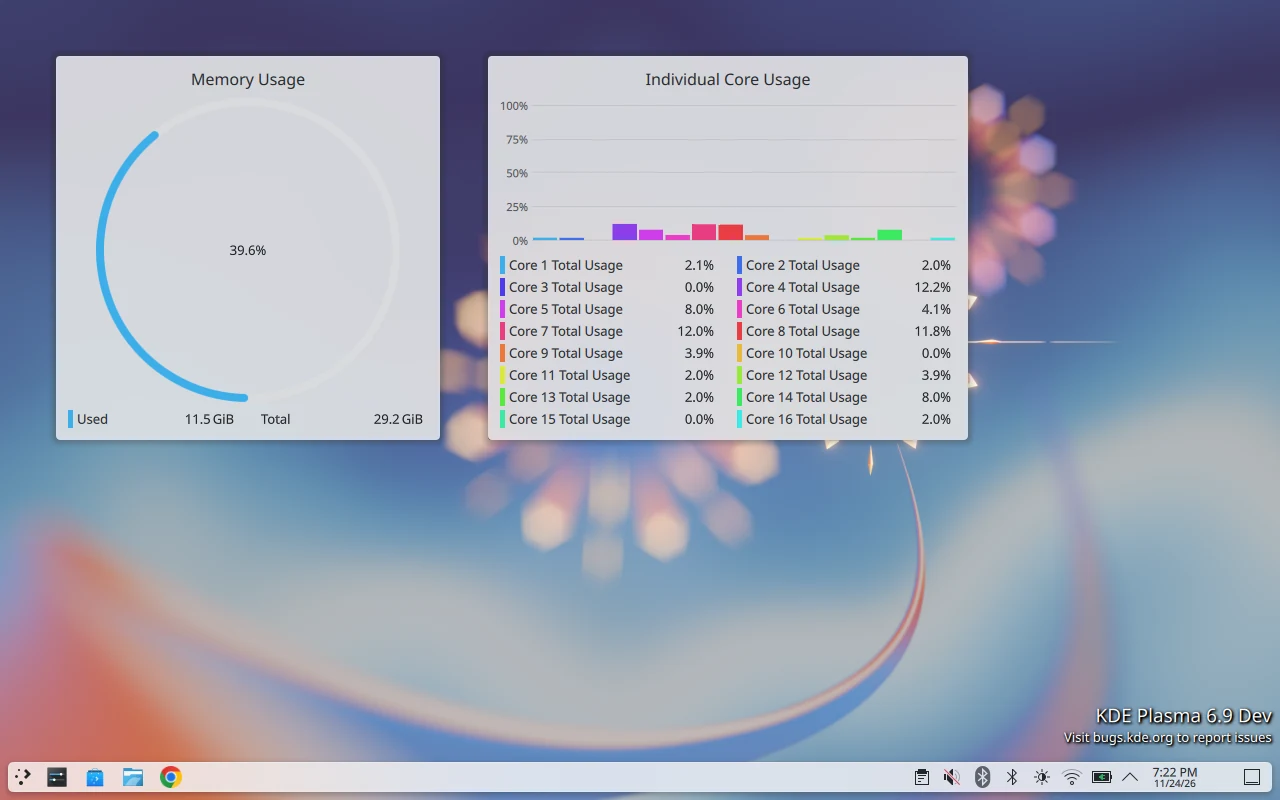 Memory Usage
39.6%
Used 11.5 GiB Total 29.2 GiB
Individual Core Usage
100%
75%
50%
25%
0%
Core 1 Total Usage 2.1% Core 2 Total Usage 2.0%
Core 3 Total Usage 0.0% Core 4 Total Usage 12.2%
Core 5 Total Usage 8.0% Core 6 Total Usage 4.1%
Core 7 Total Usage 12.0% Core 8 Total Usage 11.8%
Core 9 Total Usage 3.9% Core 10 Total Usage 0.0%
Core 11 Total Usage 2.0% Core 12 Total Usage 3.9%
Core 13 Total Usage 2.0% Core 14 Total Usage 8.0%
Core 15 Total Usage 0.0% Core 16 Total Usage 2.0%
KDE Plasma 6.9 Dev
Visit bugs.kde.org to report issues
7:22 PM
11/24/26